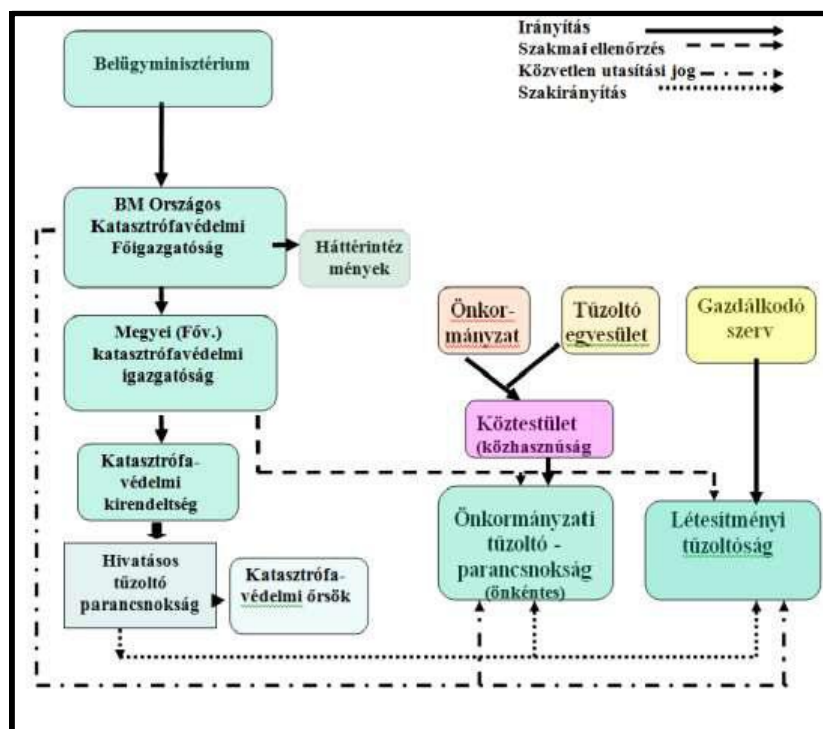 Belügyminisztérium
Irányítás
Szakmai ellenőrzés
Közvetlen utasítási jog
Szakirányítás
BM Országos
Katasztrófavédelmi
Főigazgatóság
Háttérintéz
mények
Megyei (Főv.)
katasztrófavédelmi
igazgatóság
Önkor-
mányzat
Tűzoltó
egyesület
Gazdálkodó
szerv
Köztestület
(közhasznúság
Katasztrófa-
védelmi
kirendeltség
Hivatásos
tűzoltó
parancsnokság
Katasztrófa-
védelmi őrsök
Önkormányzati
tűzoltó -
parancsnokság
(önkéntes)
Létesítményi
tűzoltóság